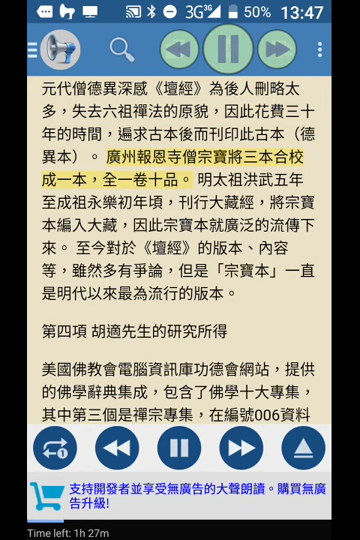 3G 36 50% 13:47
元代僧德異深感《壇經》為後人刪略太
多，失去六祖禪法的原貌，因此花費三十
年的時間，遍求古本後而刊印此古本（德
異本）。 廣州報恩寺僧宗寶將三本合校
成一本，全一卷十品。 明太祖洪武五年
至成祖永樂初年頃，刊行大藏經，將宗寶
本編入大藏，因此宗寶本就廣泛的流傳下
來。 至今對於《壇經》的版本、內容
等，雖然多有爭論，但是「宗寶本」一直
是明代以來最為流行的版本。
第四項 胡適先生的研究所得
美國佛教會電腦資訊庫功德會網站，提供
的佛學辭典集成，包含了佛學十大專集，
其中第三個是禪宗專集，在編號006資料
1
支持開發者並享受無廣告的大聲朗讀。購買無廣
告升級!
Time left: 1h 27m